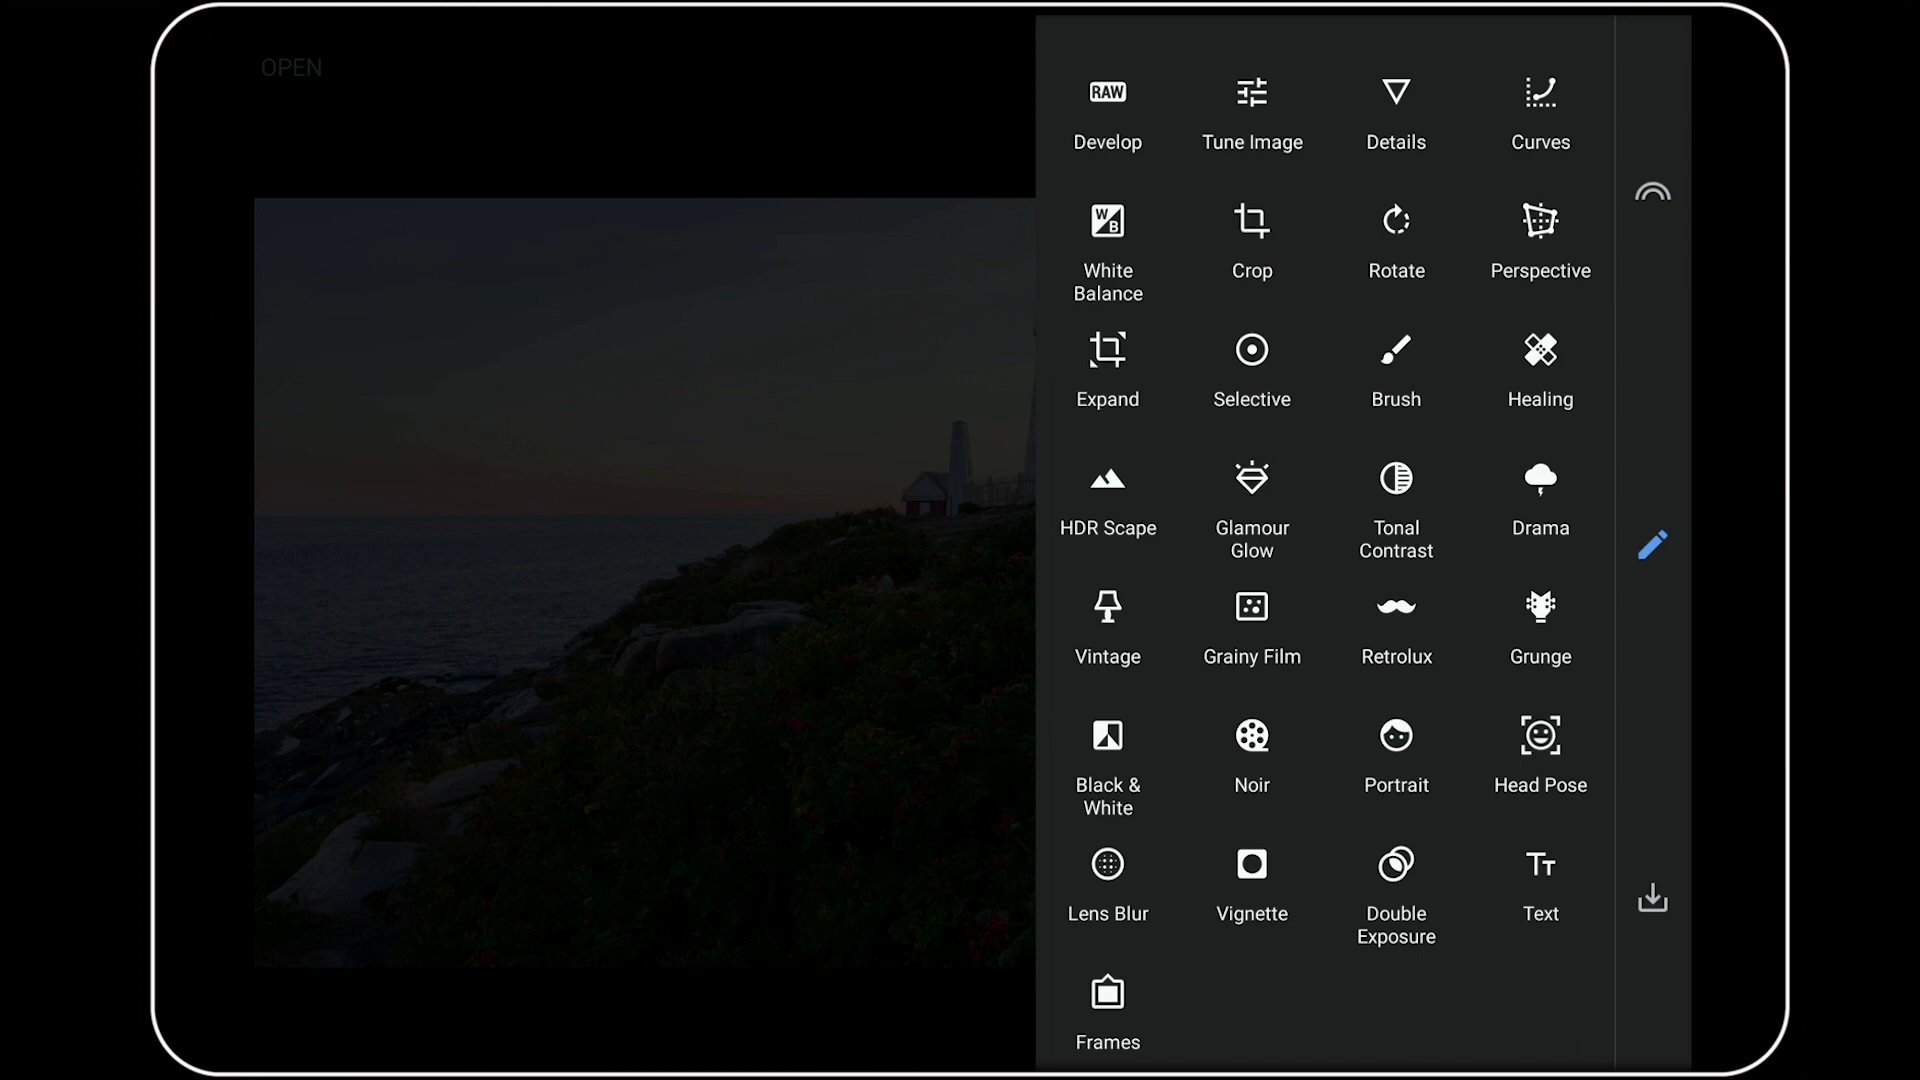 OPEN
RAW
Develop
Tune Image
Details
Curves
W
B
White
Balance
Crop
Rotate
Perspective
Expand
Selective
Brush
Healing
HDR Scape
Glamour
Glow
Tonal
Contrast
Drama
Vintage
Grainy Film
Retrolux
Grunge
Black &
White
Noir
Portrait
Head Pose
Lens Blur
Vignette
Double
Exposure
TT
Text
Frames